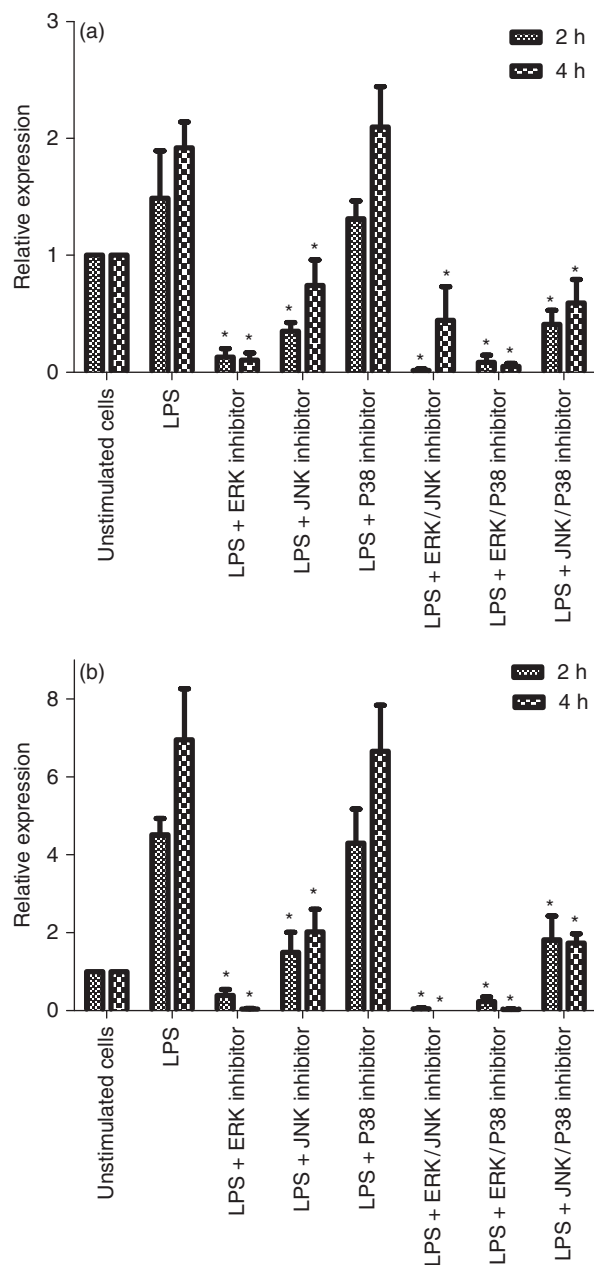 (a)
2 h
4 h
Relative expression
3
2
1
0
* * * * * * * * * *
Unstimulated cells
LPS
LPS + ERK inhibitor
LPS + JNK inhibitor
LPS + P38 inhibitor
LPS + ERK/JNK inhibitor
LPS + ERK/P38 inhibitor
LPS + JNK/P38 inhibitor
(b)
2 h
4 h
Relative expression
8
6
4
2
0
* * * * * * * * * *
Unstimulated cells
LPS
LPS + ERK inhibitor
LPS + JNK inhibitor
LPS + P38 inhibitor
LPS + ERK/JNK inhibitor
LPS + ERK/P38 inhibitor
LPS + JNK/P38 inhibitor